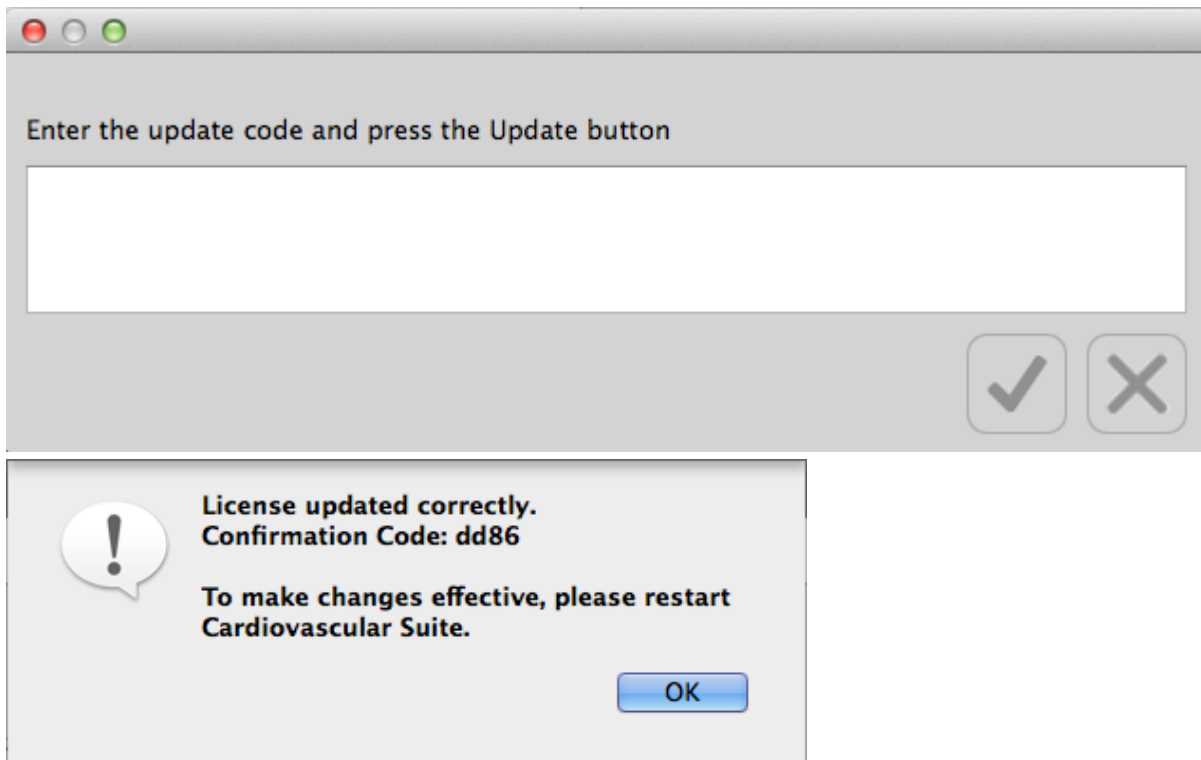 Enter the update code and press the Update button
License updated correctly.
Confirmation Code: dd86
To make changes effective, please restart
Cardiovascular Suite.
OK